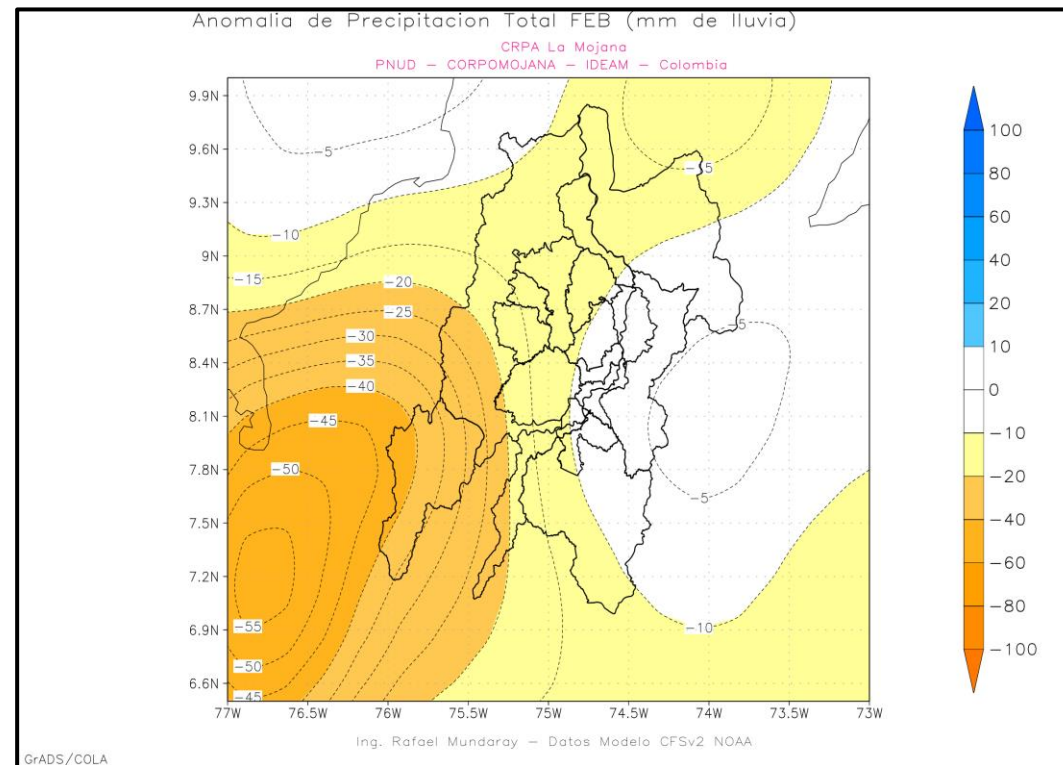 Anomalia de Precipitacion Total FEB (mm de lluvia)
CRPA La Mojana
PNUD – CORPOMOJANA – IDEAM – Colombia
9.9N
9.6N
9.3N
9N
8.7N
8.4N
8.1N
7.8N
7.5N
7.2N
6.9N
6.6N
77W 76.5W 76W 75.5W 75W 74.5W 74W 73.5W 73W
-5
-15
-10
-15
-20
-25
-30
-35
-40
-45
-50
-55
-50
-45
-5
-5
-10
100
80
60
40
20
10
0
-10
-20
-40
-60
-80
-100
Ing. Rafael Mundaray – Datos Modelo CFSv2 NOAA
GrADS/COLA